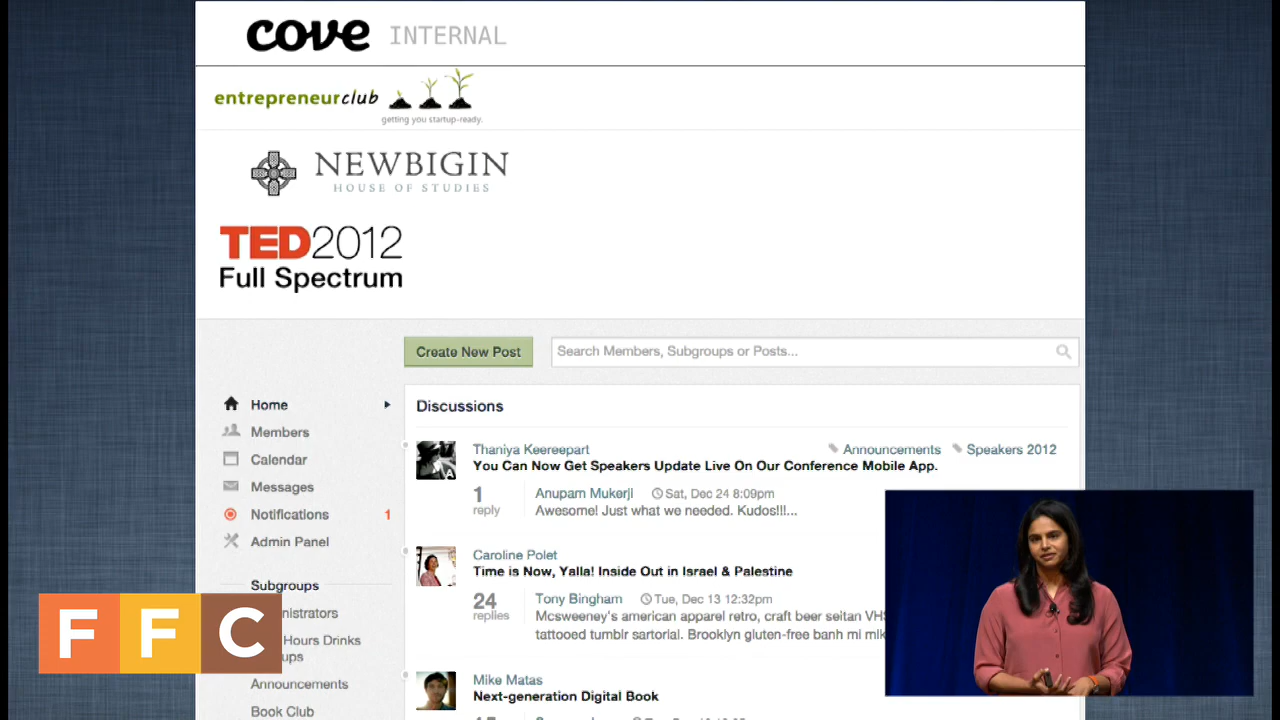 cove INTERNAL
entrepreneurclub
getting you startup-ready.
NEWBIGIN
HOUSE OF STUDIES
TED2012
Full Spectrum
Create New Post
Search Members, Subgroups or Posts...
Home
Members
Calendar
Messages
Notifications 1
Admin Panel
Subgroups
nistrators
Hours Drinks
ups
Announcements
Book Club
Discussions
Thaniya Keereepart
Announcements
Speakers 2012
You Can Now Get Speakers Update Live On Our Conference Mobile App.
1
reply
Anupam Mukerji Sat, Dec 24 8:09pm
Awesome! Just what we needed. Kudos!!!...
Caroline Polet
Time is Now, Yalla! Inside Out in Israel & Palestine
24
replies
Tony Bingham Tue, Dec 13 12:32pm
Mcsweeney's american apparel retro, craft beer seitan VHS
tattooed tumblr sartorial. Brooklyn gluten-free banh mi mlk
Mike Matas
Next-generation Digital Book
FFC